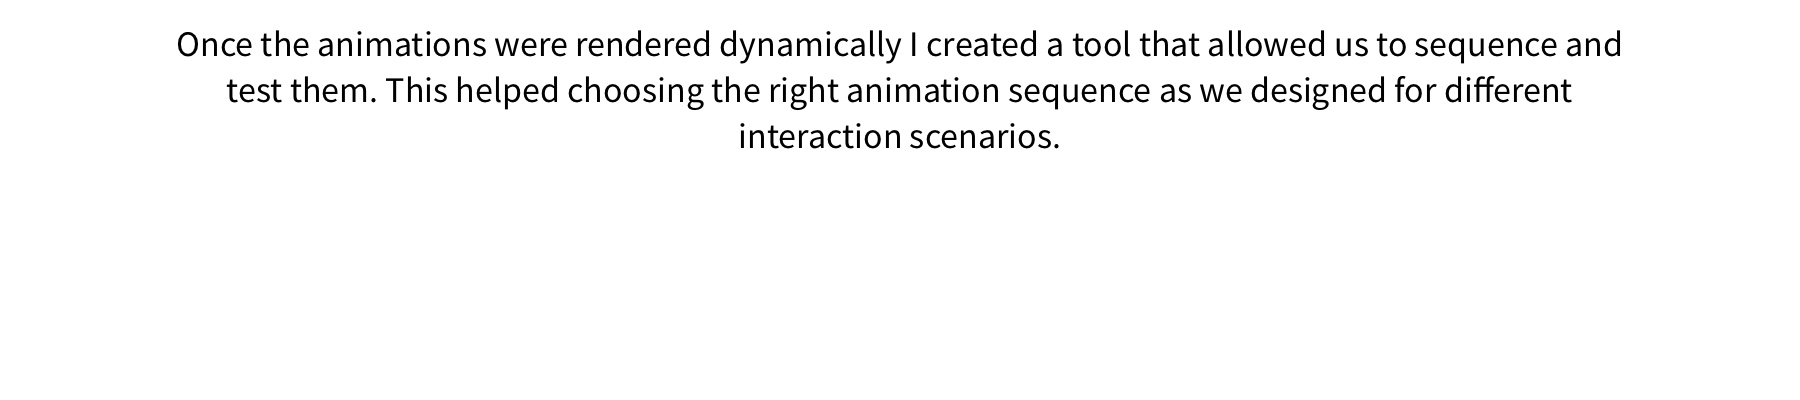 Once the animations were rendered dynamically I created a tool that allowed us to sequence and
test them. This helped choosing the right animation sequence as we designed for different
interaction scenarios.